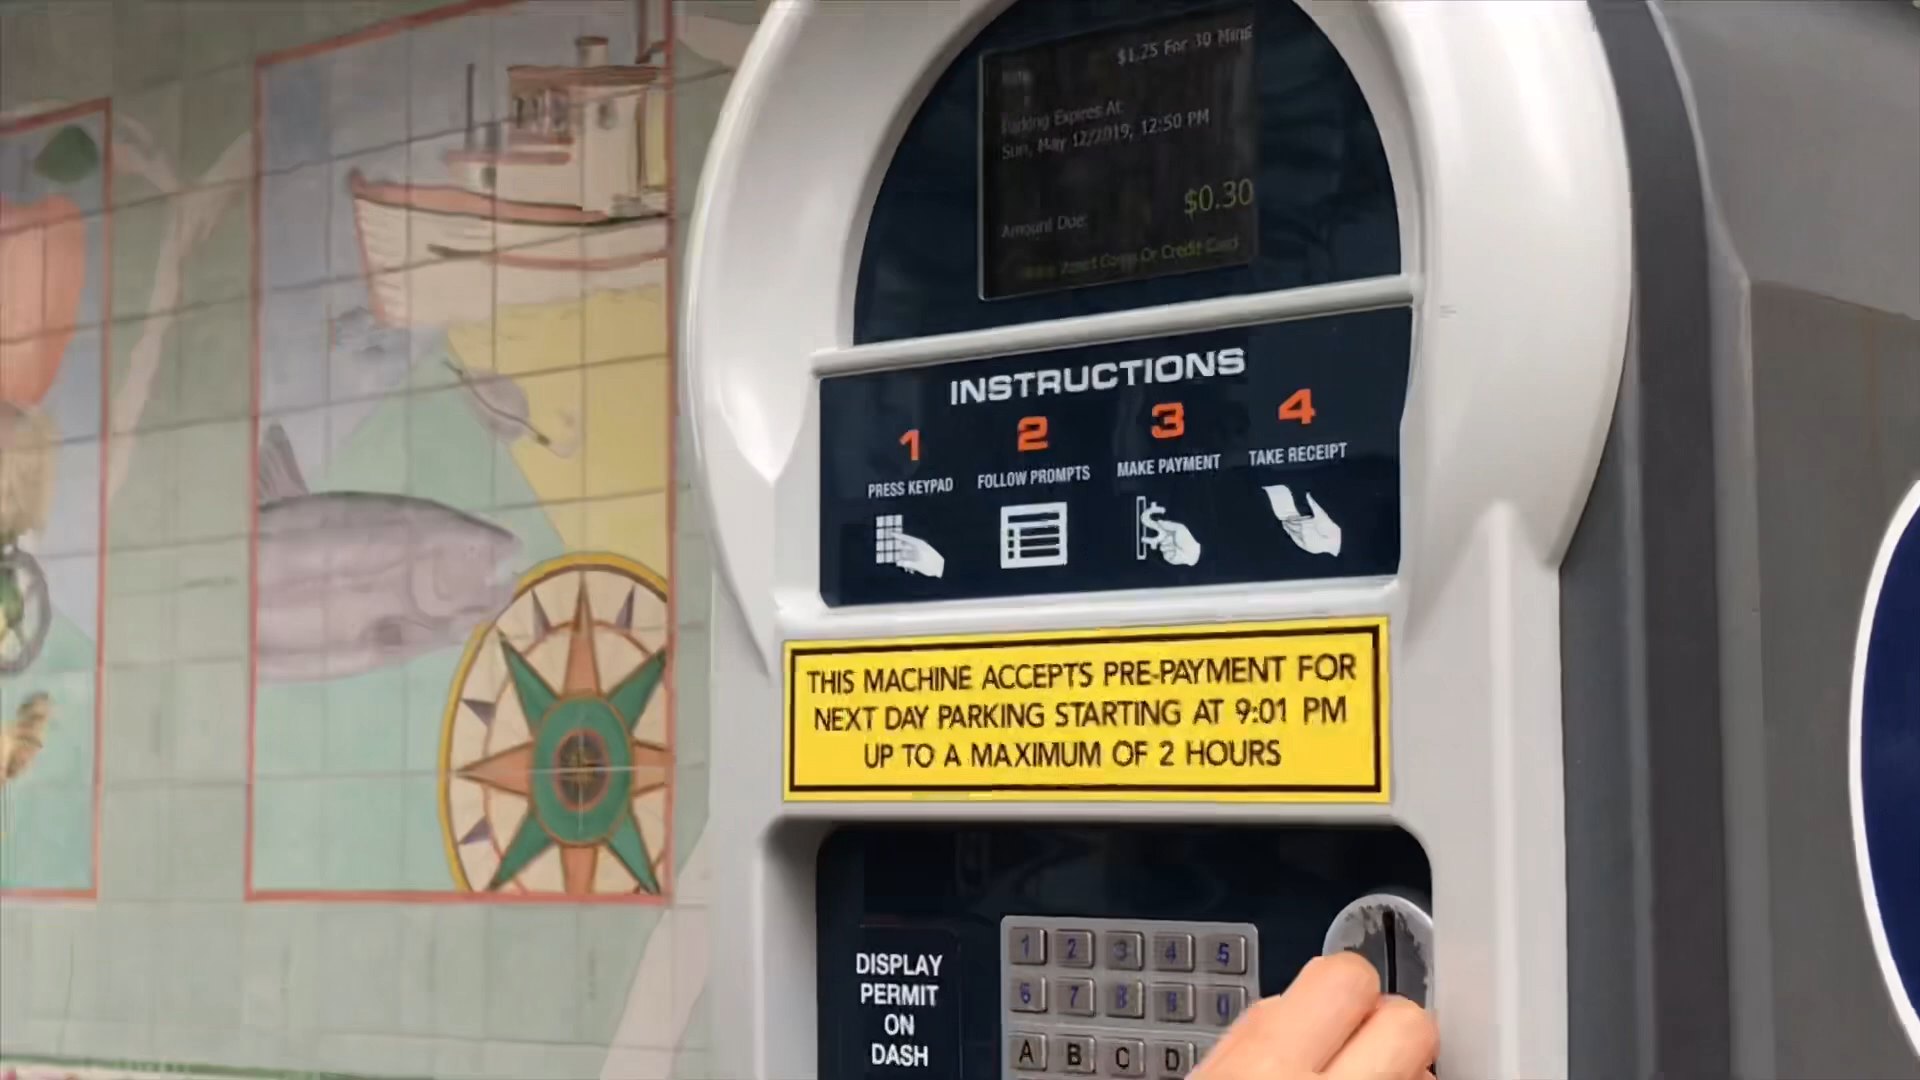 $1.25 For 30 Mins
Parking Expires At:
Sun, May 12/2019, 12:50 PM
$0.30
Amount Due:
Or Credit Card
INSTRUCTIONS
1 2 3 4
PRESS KEYPAD FOLLOW PROMPTS MAKE PAYMENT TAKE RECEIPT
THIS MACHINE ACCEPTS PRE-PAYMENT FOR
NEXT DAY PARKING STARTING AT 9:01 PM
UP TO A MAXIMUM OF 2 HOURS
DISPLAY
PERMIT
ON
DASH
1 2 3 4 5
6 7 8 9 0
A B C D